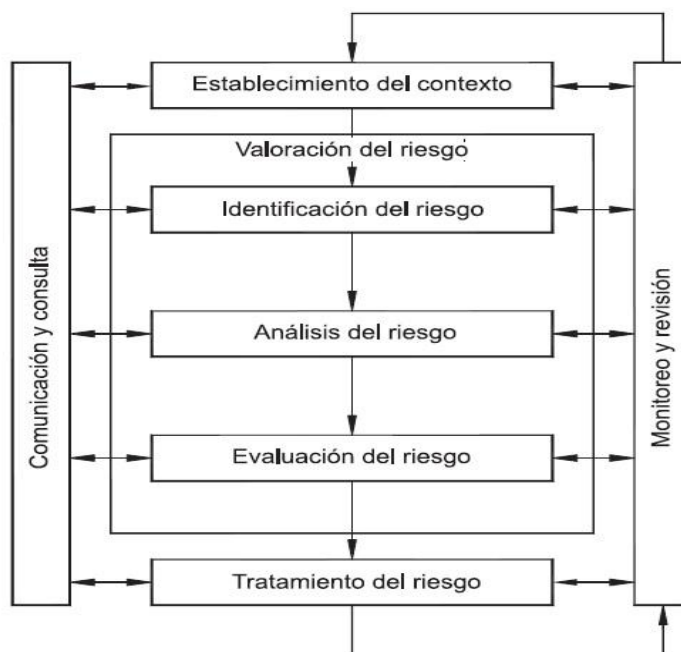 Establecimiento del contexto
Valoración del riesgo
Identificación del riesgo
Análisis del riesgo
Evaluación del riesgo
Tratamiento del riesgo
Comunicación y consulta
Monitoreo y revisión